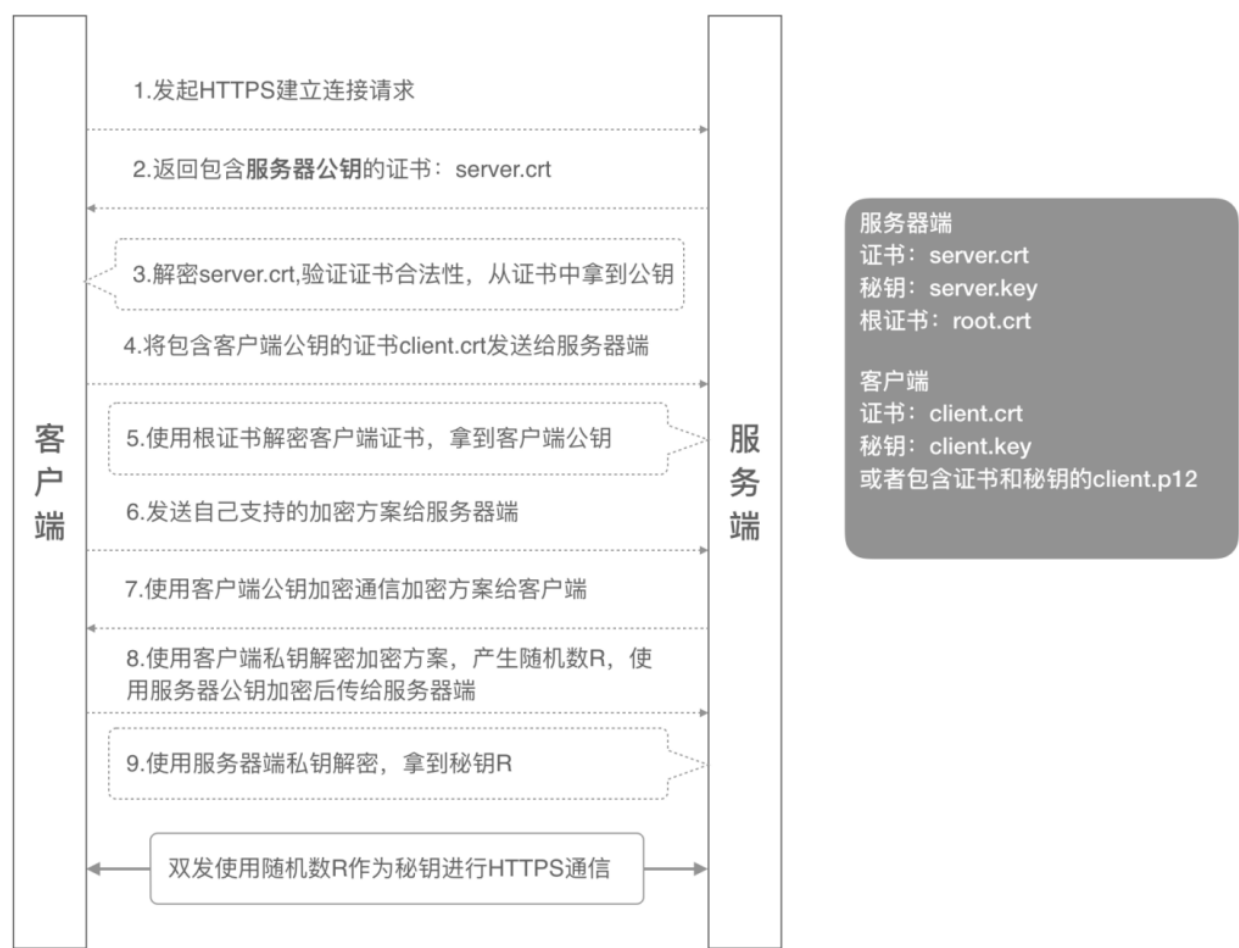 1.发起HTTPS建立连接请求
2.返回包含服务器公钥的证书：server.crt
3.解密server.crt,验证证书合法性，从证书中拿到公钥
4.将包含客户端公钥的证书client.crt发送给服务器端
5.使用根证书解密客户端证书，拿到客户端公钥
6.发送自己支持的加密方案给服务器端
7.使用客户端公钥加密通信加密方案给客户端
8.使用客户端私钥解密加密方案，产生随机数R，使
用服务器公钥加密后传给服务器端
9.使用服务器端私钥解密，拿到秘钥R
双发使用随机数R作为秘钥进行HTTPS通信
客户端
服务端
服务器端
证书：server.crt
秘钥：server.key
根证书：root.crt
客户端
证书：client.crt
秘钥：client.key
或者包含证书和秘钥的client.p12